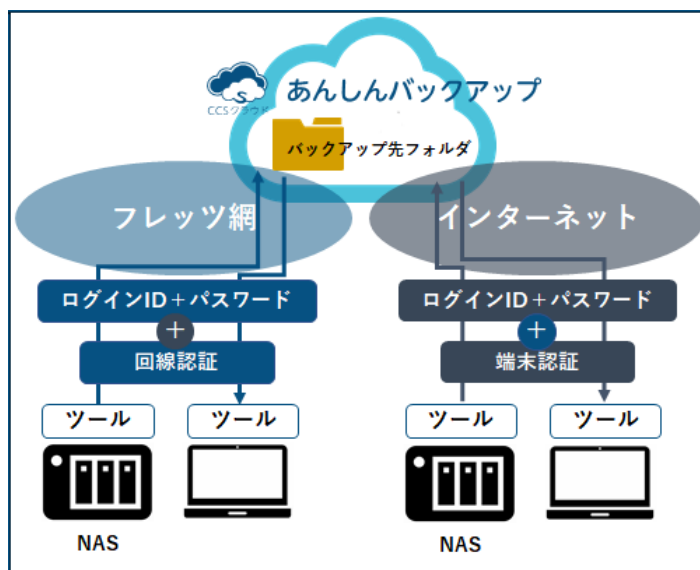 あんしんバックアップ
S
CCSクラウド
バックアップ先フォルダ
フレッツ網
インターネット
ログインID+パスワード
ログインID+パスワード
+
+
回線認証
端末認証
ツール
ツール
ツール
ツール
NAS
NAS